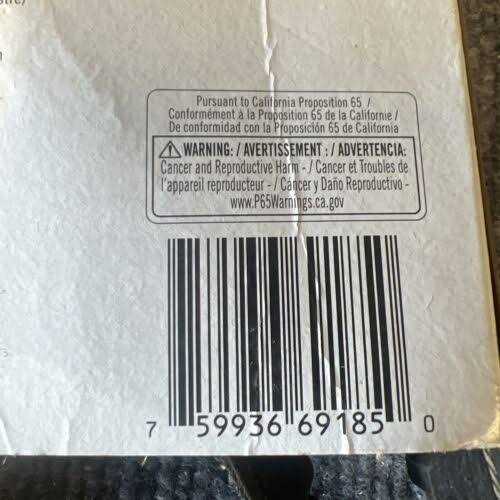 Pursuant to California Proposition 65 /
Conformément à la Proposition 65 de la Californie /
De conformidad con la Proposición 65 de California
WARNING: / AVERTISSEMENT : / ADVERTENCIA:
Cancer and Reproductive Harm - / Cancer et Troubles de
l'appareil reproducteur - / Cáncer y Daño Reproductivo -
www.P65Warnings.ca.gov
7 59936 69185 0